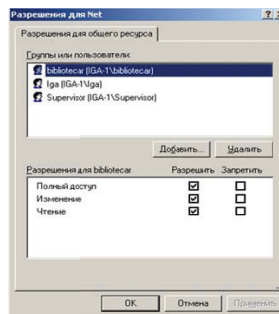 Разрешения для Net
Разрешения для общего ресурса
Группы или пользователи:
bibliotecar (IGA-1\bibliotecar)
Iga (IGA-1\Iga)
Supervisor (IGA-1\Supervisor)
Добавить... Удалить
Разрешения для bibliotecar Разрешить Запретить
Полный доступ
Изменение
Чтение
OK Отмена Применить